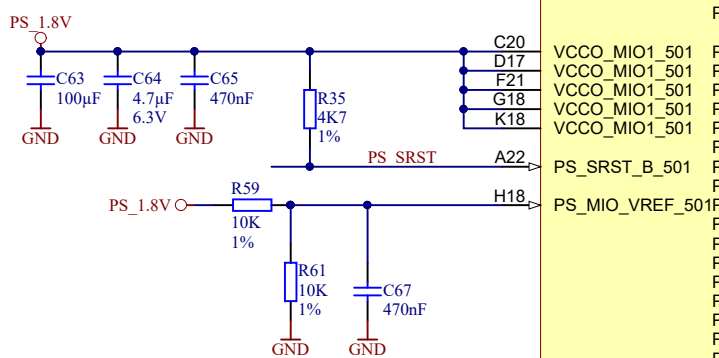 PS_1.8V
C63
100µF
GND
C64
4.7µF
6.3V
GND
C65
470nF
GND
R35
4K7
1%
C20 VCCO_MIO1_501
D17 VCCO_MIO1_501
F21 VCCO_MIO1_501
G18 VCCO_MIO1_501
K18 VCCO_MIO1_501
PS_SRST A22 PS_SRST_B_501
PS_1.8V
R59
10K
1%
H18 PS_MIO_VREF_501
R61
10K
1%
GND
C67
470nF
GND